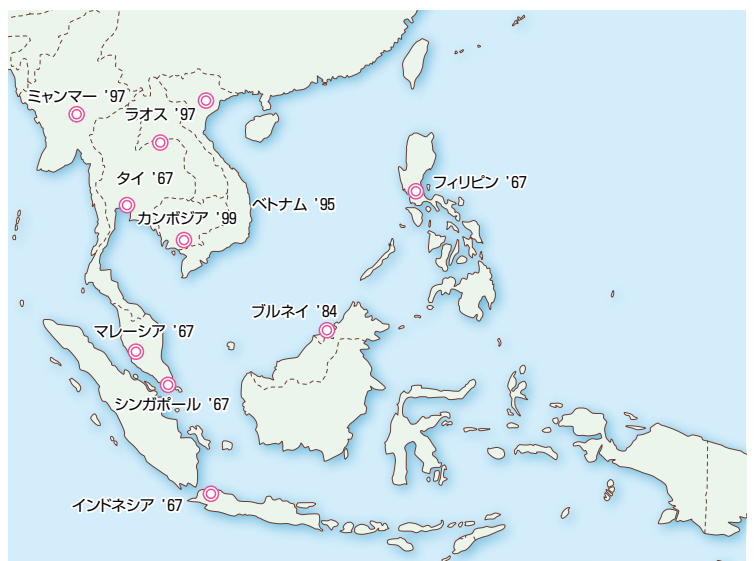 ミャンマー '97
ラオス '97
タイ '67
フィリピン '67
ベトナム '95
カンボジア '99
ブルネイ '84
マレーシア '67
シンガポール '67
インドネシア '67